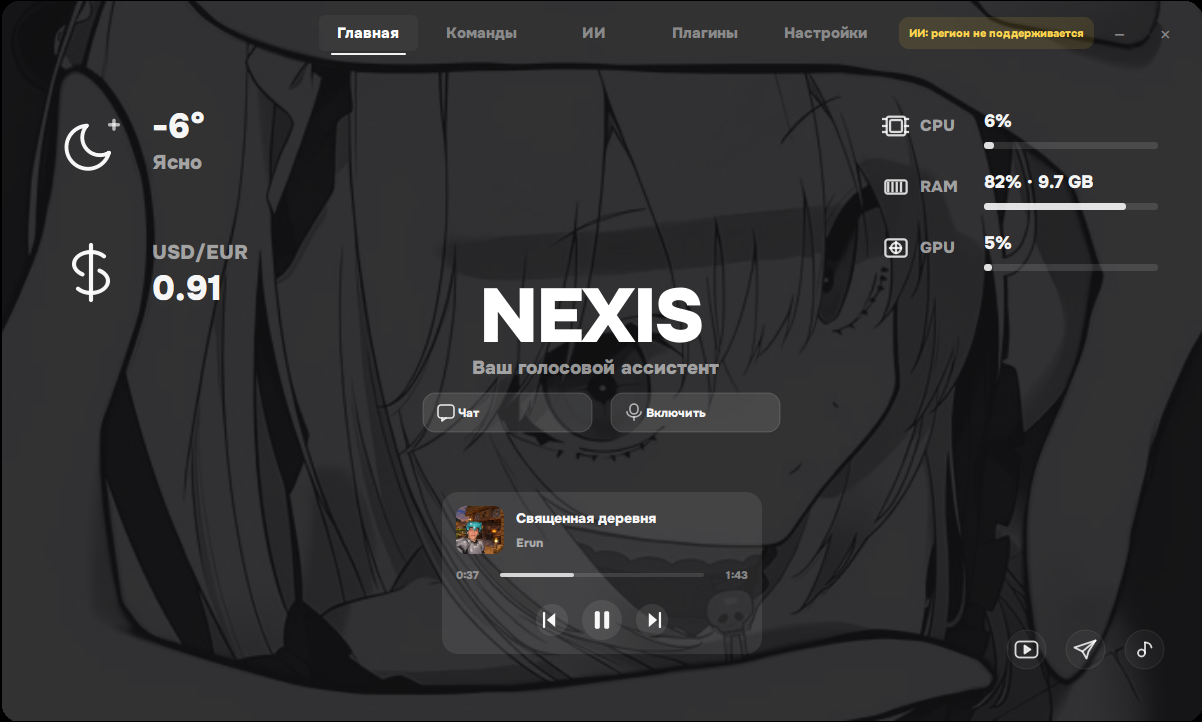 Главная Команды ИИ Плагины Настройки ИИ: регион не поддерживается
-6°
Ясно
USD/EUR
0.91
CPU 6%
RAM 82% · 9.7 GB
GPU 5%
NEXIS
Ваш голосовой ассистент
Чат Включить
Священная деревня
Erun
0:37 1:43